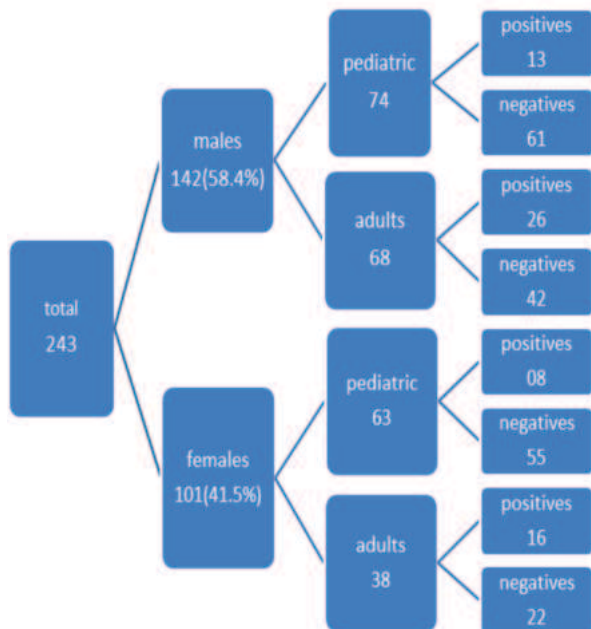 total
243
males
142(58.4%)
pediatric
74
positives
13
negatives
61
adults
68
positives
26
negatives
42
females
101(41.5%)
pediatric
63
positives
08
negatives
55
adults
38
positives
16
negatives
22